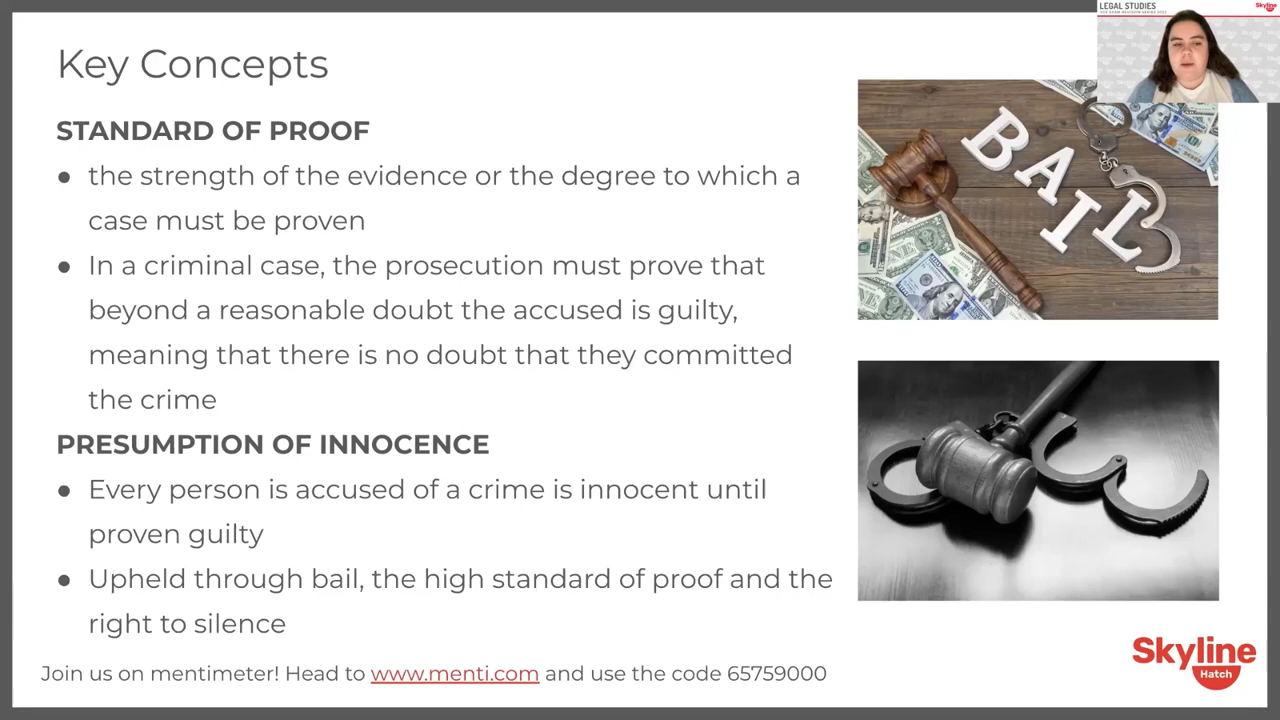 LEGAL STUDIES
Skyline
Key Concepts
BAIL
STANDARD OF PROOF
● the strength of the evidence or the degree to which a
case must be proven
● In a criminal case, the prosecution must prove that
beyond a reasonable doubt the accused is guilty,
meaning that there is no doubt that they committed
the crime
PRESUMPTION OF INNOCENCE
● Every person is accused of a crime is innocent until
proven guilty
● Upheld through bail, the high standard of proof and the
right to silence
Join us on mentimeter! Head to www.menti.com and use the code 65759000
Skyline
Hatch